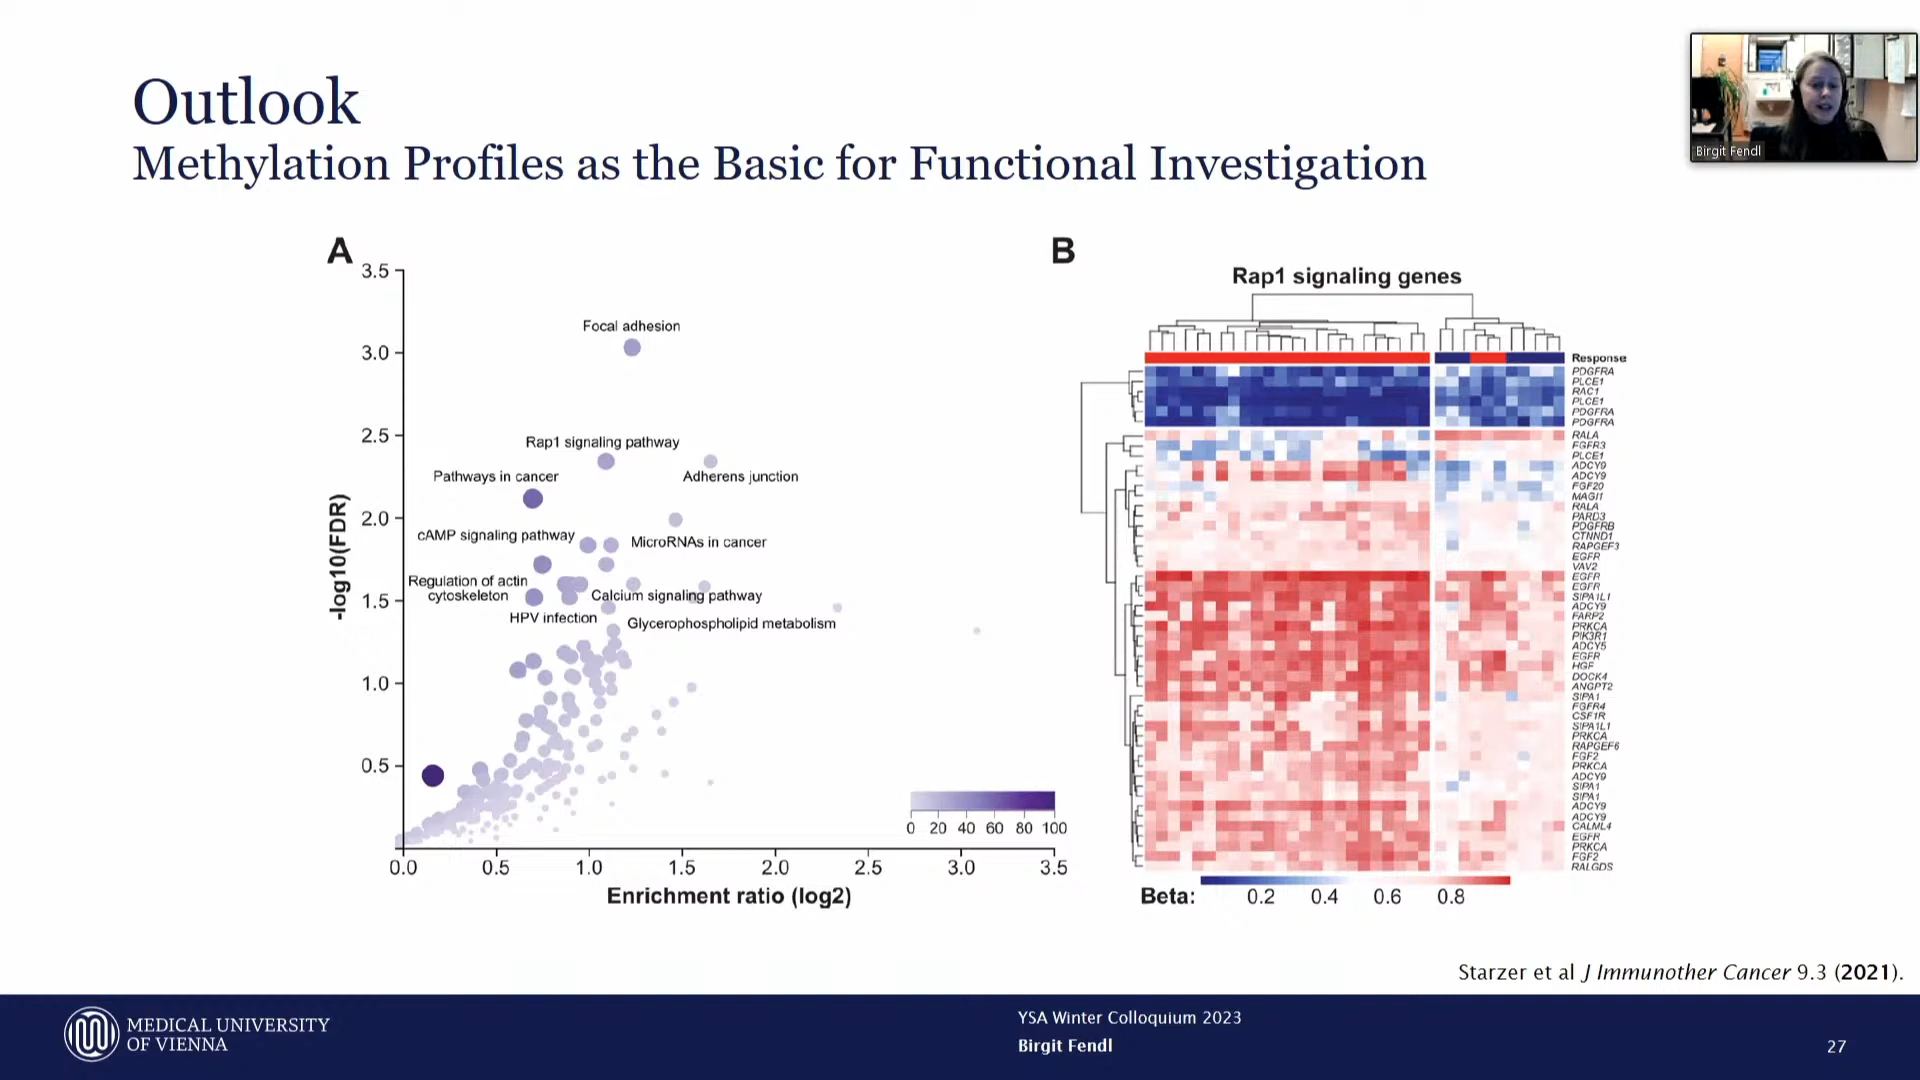 Outlook
Methylation Profiles as the Basic for Functional Investigation
Birgit Fendl
A
3.5
3.0
2.5
2.0
1.5
1.0
0.5
-log10(FDR)
Focal adhesion
Rap1 signaling pathway
Pathways in cancer
Adherens junction
cAMP signaling pathway
MicroRNAs in cancer
Regulation of actin
cytoskeleton
Calcium signaling pathway
HPV infection
Glycerophospholipid metabolism
0 20 40 60 80 100
0.0 0.5 1.0 1.5 2.0 2.5 3.0 3.5
Enrichment ratio (log2)
B
Rap1 signaling genes
Response
PDGFRA
PLCE1
RAC1
PLCE1
PDGFRA
PDGFRA
RALA
FGFR3
PLCE1
ADCY9
ADCY9
FGF20
MAGI1
RALA
PARD3
PDGFRB
CTNND1
RAPGEF3
EGFR
VAV2
EGFR
EGFR
SIPA1L1
ADCY9
FARP2
PRKCA
PIK3R1
ADCY5
EGFR
HGF
DOCK4
ANGPT2
SIPA1
FGFR4
CSF1R
SIPA1L1
PRKCA
RAPGEF6
FGF2
PRKCA
ADCY9
SIPA1
SIPA1
ADCY9
ADCY9
CALML4
EGFR
PRKCA
FGF2
RALGDS
Beta: 0.2 0.4 0.6 0.8
Starzer et al J Immunother Cancer 9.3 (2021).
MEDICAL UNIVERSITY
OF VIENNA
YSA Winter Colloquium 2023
Birgit Fendl
27